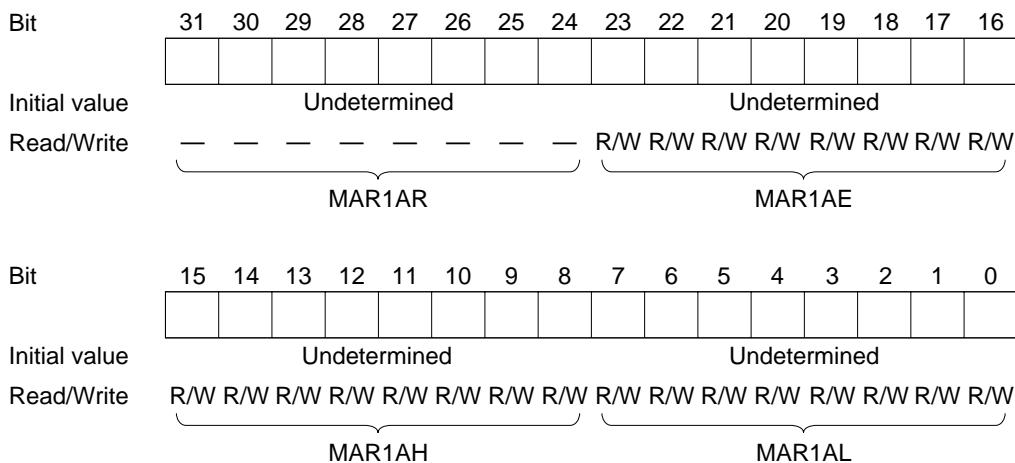 Bit 31 30 29 28 27 26 25 24 23 22 21 20 19 18 17 16
Initial value Undetermined Undetermined
Read/Write — — — — — — — — R/W R/W R/W R/W R/W R/W R/W R/W
MAR1AR MAR1AE
Bit 15 14 13 12 11 10 9 8 7 6 5 4 3 2 1 0
Initial value Undetermined Undetermined
Read/Write R/W R/W R/W R/W R/W R/W R/W R/W R/W R/W R/W R/W R/W R/W R/W R/W
MAR1AH MAR1AL